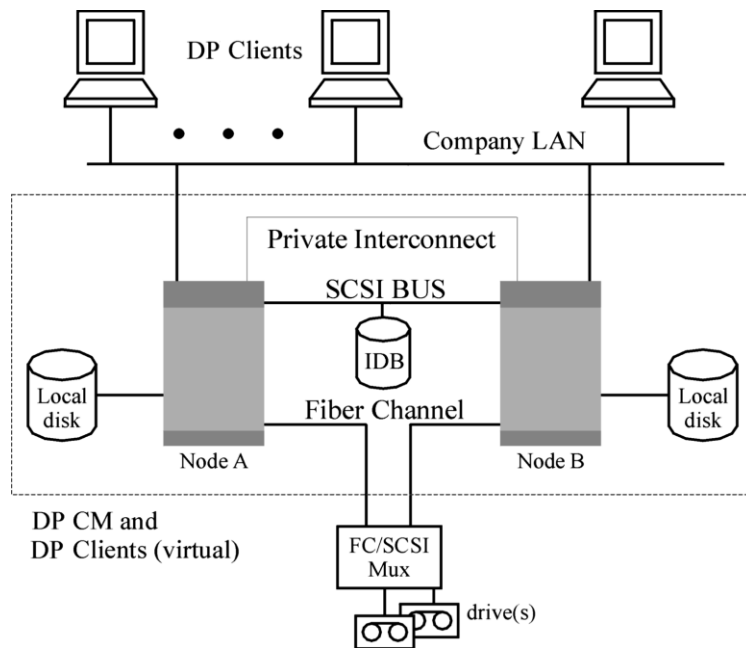 DP Clients
Company LAN
Private Interconnect
SCSI BUS
IDB
Local
disk
Local
disk
Fiber Channel
Node A
Node B
DP CM and
DP Clients (virtual)
FC/SCSI
Mux
drive(s)